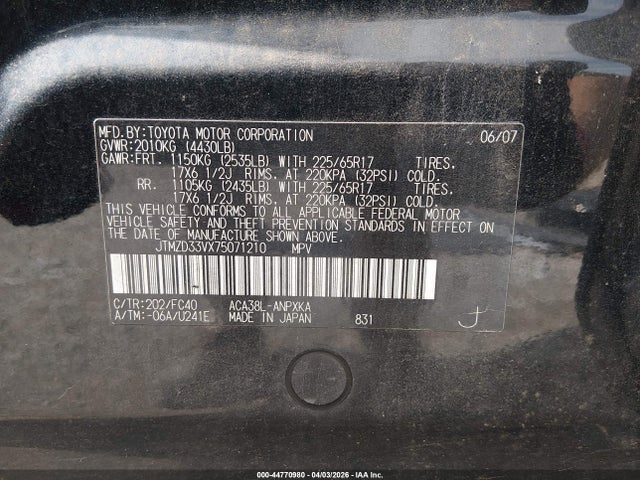 MFD.BY:TOYOTA MOTOR CORPORATION 06/07
GVWR:2010KG (4430LB)
GAWR:FRT. 1150KG (2535LB) WITH 225/65R17 TIRES,
17X6 1/2J RIMS, AT 220KPA (32PSI) COLD.
RR. 1105KG (2435LB) WITH 225/65R17 TIRES,
17X6 1/2J RIMS, AT 220KPA (32PSI) COLD.
THIS VEHICLE CONFORMS TO ALL APPLICABLE FEDERAL MOTOR
VEHICLE SAFETY AND THEFT PREVENTION STANDARDS IN EFFECT ON
THE DATE OF MANUFACTURE SHOWN ABOVE.
JTMZD33VX75071210 MPV
C/TR:202/FC40 ACA38L-ANPXKA
A/TM:-06A/U241E MADE IN JAPAN 831
000-44770980 - 04/03/2026 - IAA Inc.